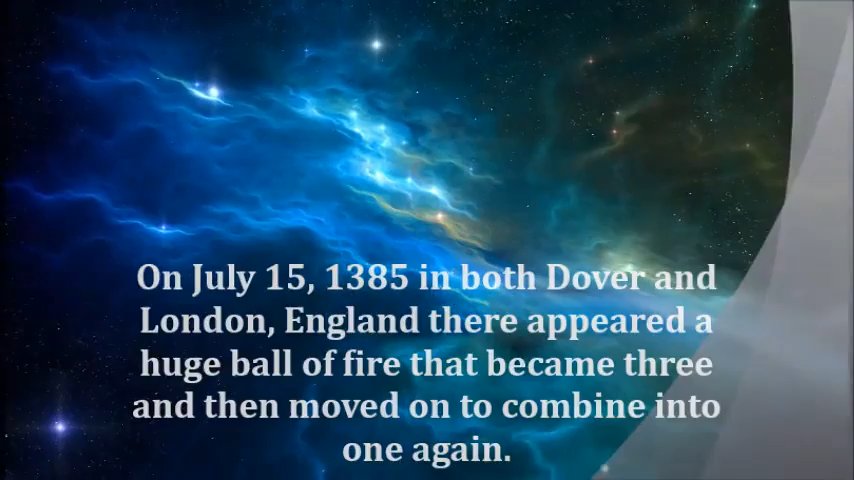 On July 15, 1385 in both Dover and
London, England there appeared a
huge ball of fire that became three
and then moved on to combine into
one again.